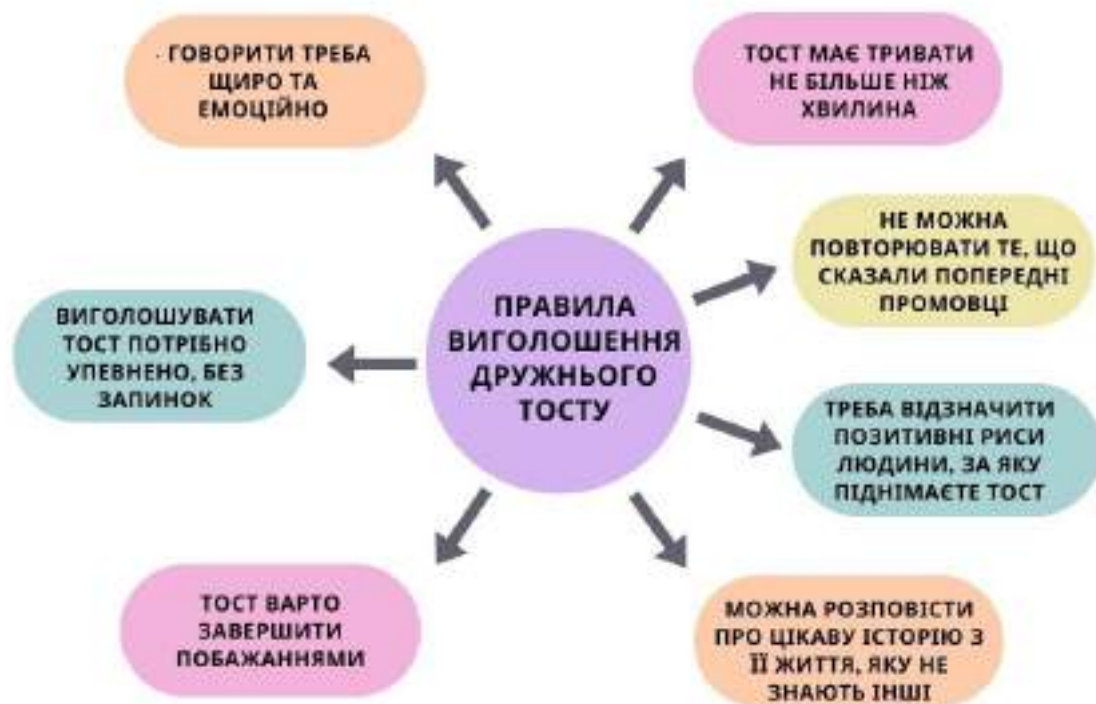 · ГОВОРИТИ ТРЕБА
ЩИРО ТА
ЕМОЦІЙНО
ТОСТ МАЄ ТРИВАТИ
НЕ БІЛЬШЕ НІЖ
ХВИЛИНА
НЕ МОЖНА
ПОВТОРЮВАТИ ТЕ, ЩО
СКАЗАЛИ ПОПЕРЕДНІ
ПРОМОВЦІ
ПРАВИЛА
ВИГОЛОШЕННЯ
ДРУЖНЬОГО
ТОСТУ
ВИГОЛОШУВАТИ
ТОСТ ПОТРІБНО
УПЕВНЕНО, БЕЗ
ЗАПИНОК
ТРЕБА ВІДЗНАЧИТИ
ПОЗИТИВНІ РИСИ
ЛЮДИНИ, ЗА ЯКУ
ПІДНІМАЄТЕ ТОСТ
ТОСТ ВАРТО
ЗАВЕРШИТИ
ПОБАЖАННЯМИ
МОЖНА РОЗПОВІСТИ
ПРО ЦІКАВУ ІСТОРІЮ З
ЇЇ ЖИТТЯ, ЯКУ НЕ
ЗНАЮТЬ ІНШІ